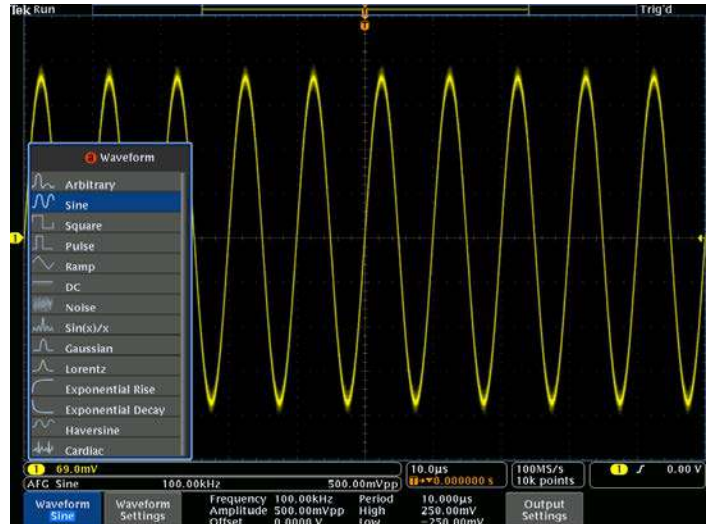 Tek Run Trig'd
a Waveform
Arbitrary
Sine
Square
Pulse
Ramp
DC
Noise
Sin(x)/x
Gaussian
Lorentz
Exponential Rise
Exponential Decay
Haversine
Cardiac
1
1 69.0mV 10.0µs 100MS/s 1 0.00 V
T→▼0.000000 s 10k points
AFG Sine 100.00kHz 500.00mVpp
Waveform Sine
Waveform Settings
Frequency 100.00kHz Period 10.000µs
Amplitude 500.00mVpp High 250.00mV
Offset 0.0000 V Low -250.00mV
Output Settings